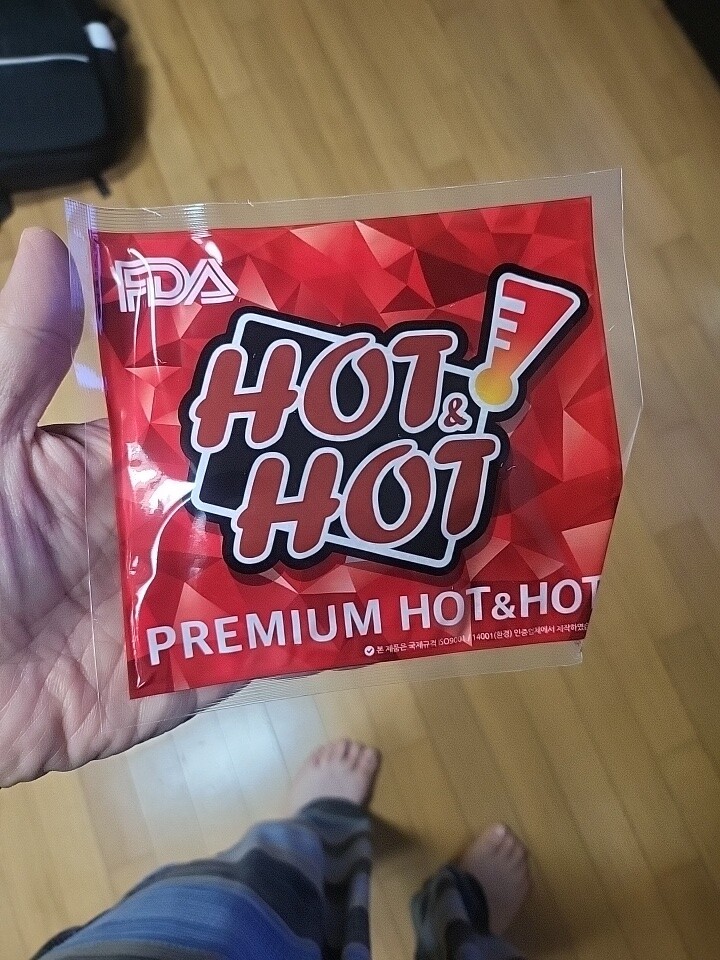 FDA
HOT &
HOT
PREMIUM HOT&HOT
본 제품은 국제규격 ISO9001 / 14001(환경) 인증업체에서 제작하였습